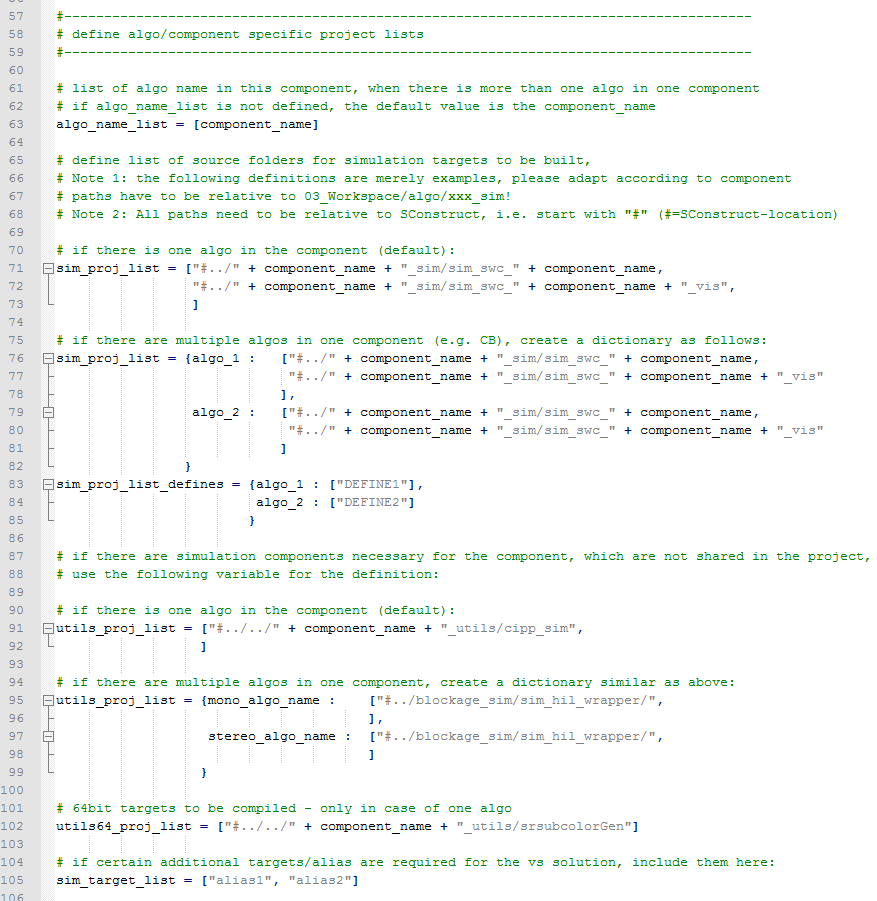 57 #--------------------------------------------------------------------------------------
58 # define algo/component specific project lists
59 #--------------------------------------------------------------------------------------
60
61 # list of algo name in this component, when there is more than one algo in one component
62 # if algo_name_list is not defined, the default value is the component_name
63 algo_name_list = [component_name]
64
65 # define list of source folders for simulation targets to be built,
66 # Note 1: the following definitions are merely examples, please adapt according to component
67 # paths have to be relative to 03_Workspace/algo/xxx_sim!
68 # Note 2: All paths need to be relative to SConstruct, i.e. start with "#" (#=SConstruct-location)
69
70 # if there is one algo in the component (default):
71 sim_proj_list = ["#../" + component_name + "_sim/sim_swc_" + component_name,
72                  "#../" + component_name + "_sim/sim_swc_" + component_name + "_vis",
73                  ]
74
75 # if there are multiple algos in one component (e.g. CB), create a dictionary as follows:
76 sim_proj_list = {algo_1 :   ["#../" + component_name + "_sim/sim_swc_" + component_name,
77                              "#../" + component_name + "_sim/sim_swc_" + component_name + "_vis"
78                             ],
79                  algo_2 :   ["#../" + component_name + "_sim/sim_swc_" + component_name,
80                              "#../" + component_name + "_sim/sim_swc_" + component_name + "_vis"
81                             ]
82                 }
83 sim_proj_list_defines = {algo_1 : ["DEFINE1"],
84                          algo_2 : ["DEFINE2"]
85                         }
86
87 # if there are simulation components necessary for the component, which are not shared in the project,
88 # use the following variable for the definition:
89
90 # if there is one algo in the component (default):
91 utils_proj_list = ["#../../" + component_name + "_utils/cipp_sim",
92                   ]
93
94 # if there are multiple algos in one component, create a dictionary similar as above:
95 utils_proj_list = {mono_algo_name :    ["#../blockage_sim/sim_hil_wrapper/",
96                                        ],
97                    stereo_algo_name :  ["#../blockage_sim/sim_hil_wrapper/",
98                                        ]
99                   }
100
101 # 64bit targets to be compiled - only in case of one algo
102 utils64_proj_list = ["#../../" + component_name + "_utils/srsubcolorGen"]
103
104 # if certain additional targets/alias are required for the vs solution, include them here:
105 sim_target_list = ["alias1", "alias2"]
106